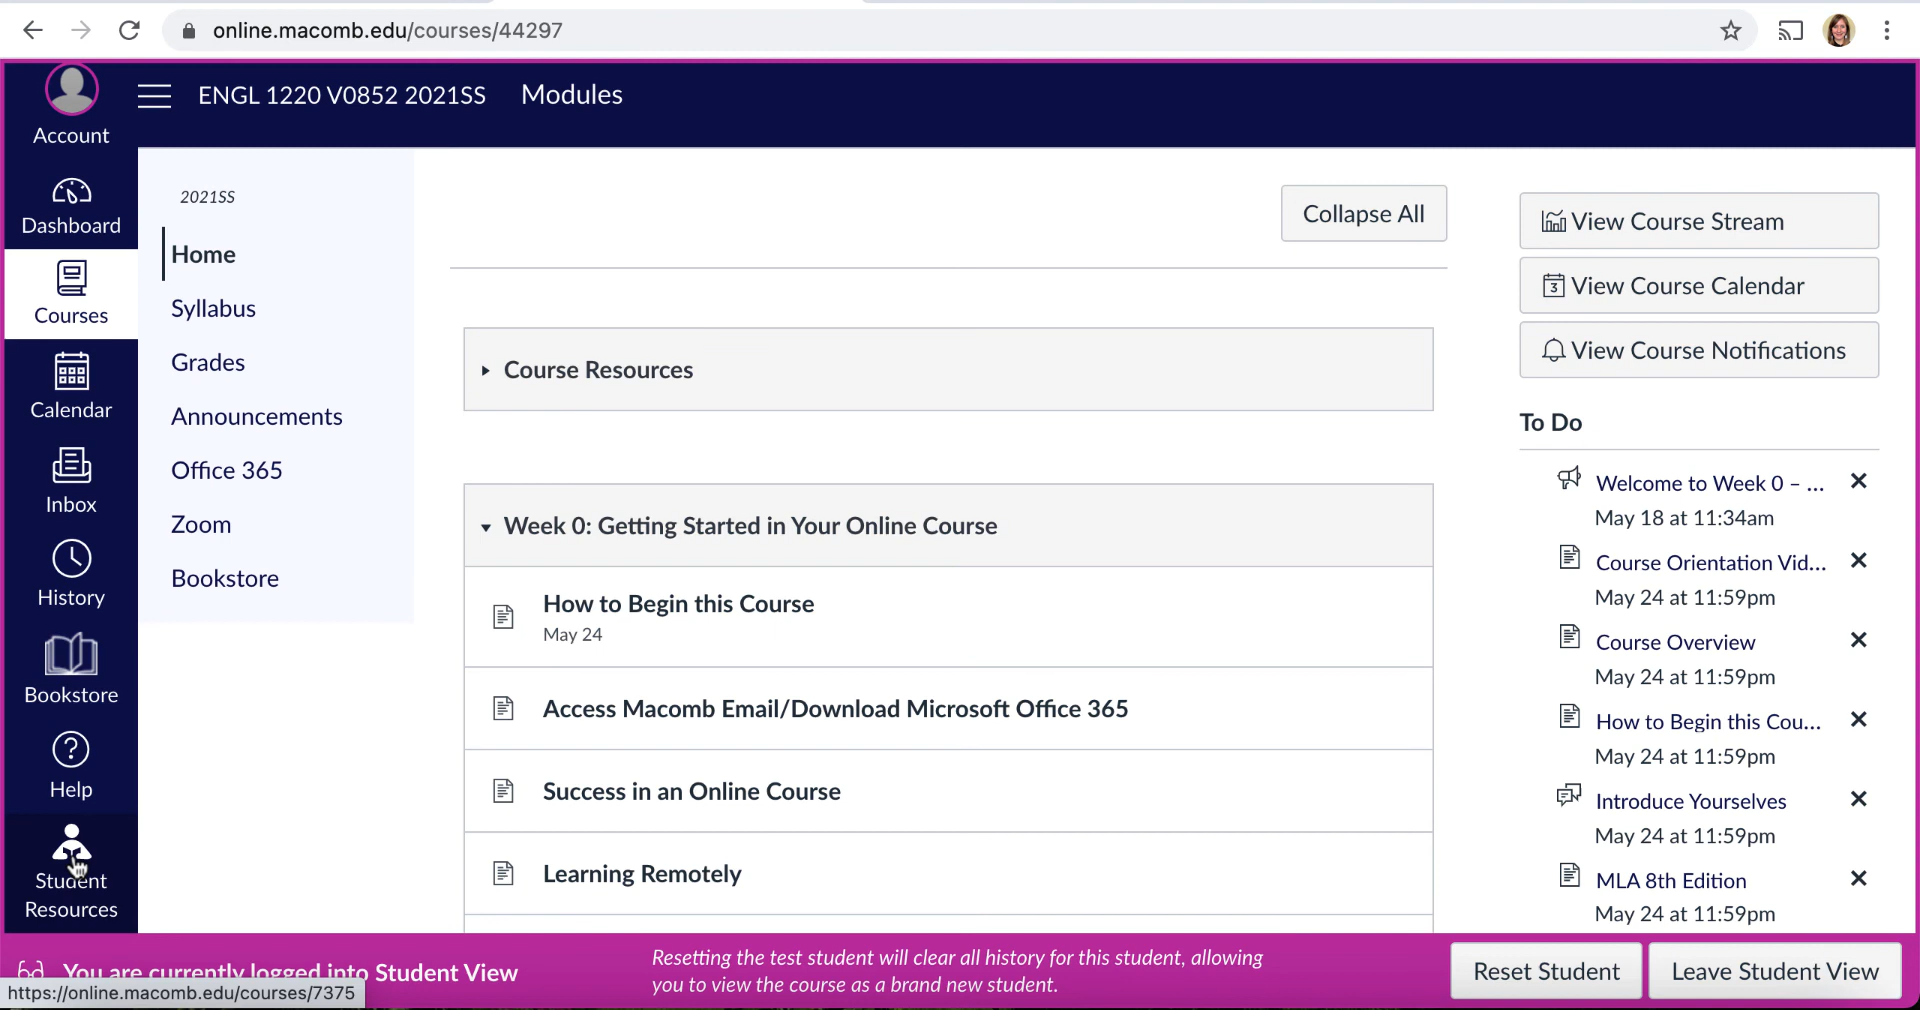 online.macomb.edu/courses/44297
ENGL 1220 V0852 2021SS
Modules
Account
Dashboard
Courses
Calendar
Inbox
History
Bookstore
Help
Student
Resources
2021SS
Home
Syllabus
Grades
Announcements
Office 365
Zoom
Bookstore
Collapse All
Course Resources
Week 0: Getting Started in Your Online Course
How to Begin this Course
May 24
Access Macomb Email/Download Microsoft Office 365
Success in an Online Course
Learning Remotely
View Course Stream
3
View Course Calendar
View Course Notifications
To Do
Welcome to Week 0 – ...
May 18 at 11:34am
Course Orientation Vid...
May 24 at 11:59pm
Course Overview
May 24 at 11:59pm
How to Begin this Cou...
May 24 at 11:59pm
Introduce Yourselves
May 24 at 11:59pm
MLA 8th Edition
May 24 at 11:59pm
You are currently logged into Student View
Resetting the test student will clear all history for this student, allowing
you to view the course as a brand new student.
Reset Student
Leave Student View
https://online.macomb.edu/courses/7375